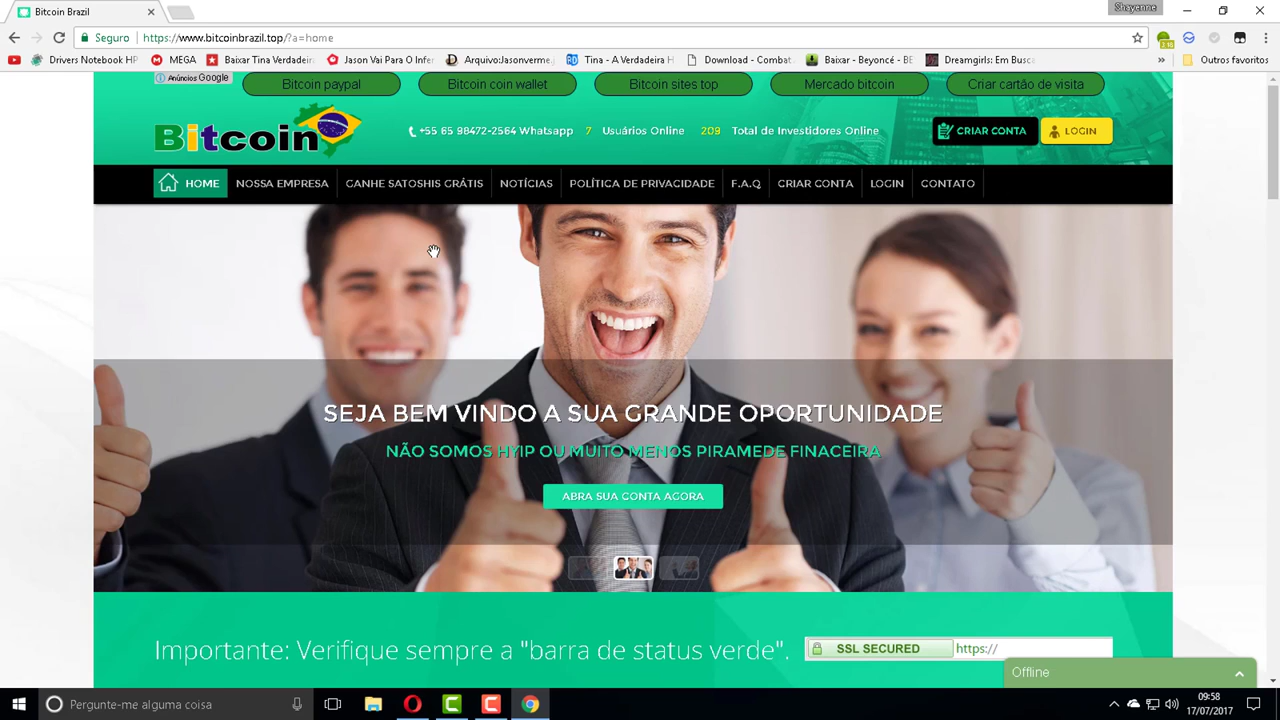 Bitcoin Brazil
Shayenne
Seguro
https://www.bitcoinbrazil.top/?a=home
3.16
Drivers Notebook HP
MEGA
Baixar Tina Verdadeira
Jason Vai Para O Infer
Arquivo:Jasonverme.j
Tina - A Verdadeira H
Download - Combat
Baixar - Beyoncé - BE
Dreamgirls: Em Busca
Outros favoritos
Anúncios Google
Bitcoin paypal
Bitcoin coin wallet
Bitcoin sites top
Mercado bitcoin
Criar cartão de visita
Bitcoin
+55 65 98472-2564 Whatsapp
7 Usuários Online
209 Total de Investidores Online
CRIAR CONTA
LOGIN
HOME
NOSSA EMPRESA
GANHE SATOSHIS GRÁTIS
NOTÍCIAS
POLÍTICA DE PRIVACIDADE
F.A.Q
CRIAR CONTA
LOGIN
CONTATO
SEJA BEM VINDO A SUA GRANDE OPORTUNIDADE
NÃO SOMOS HYIP OU MUITO MENOS PIRAMEDE FINACEIRA
ABRA SUA CONTA AGORA
Importante: Verifique sempre a "barra de status verde".
SSL SECURED
https://
Offline
Pergunte-me alguma coisa
09:58
17/07/2017